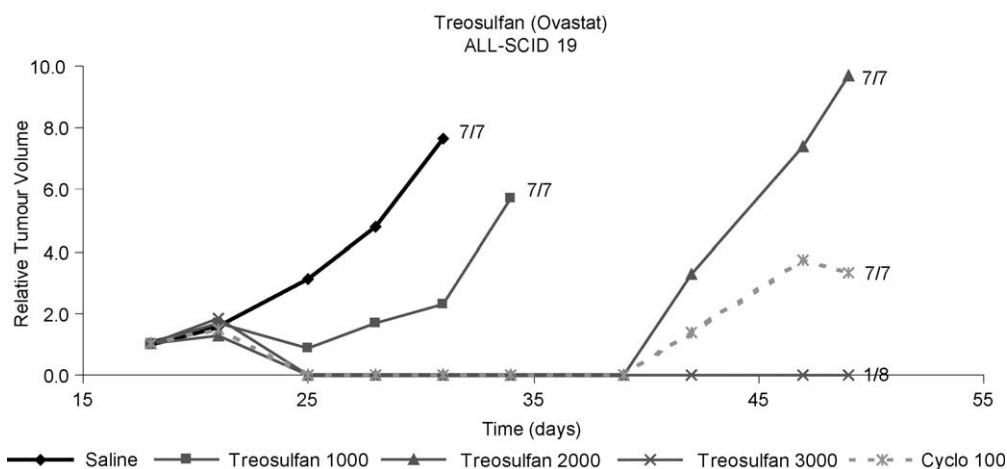 Treosulfan (Ovastat)
ALL-SCID 19
10.0
8.0
6.0
4.0
2.0
0.0
Relative Tumour Volume
7/7
7/7
7/7
7/7
1/8
15
25
35
45
55
Time (days)
Saline
Treosulfan 1000
Treosulfan 2000
Treosulfan 3000
Cyclo 100